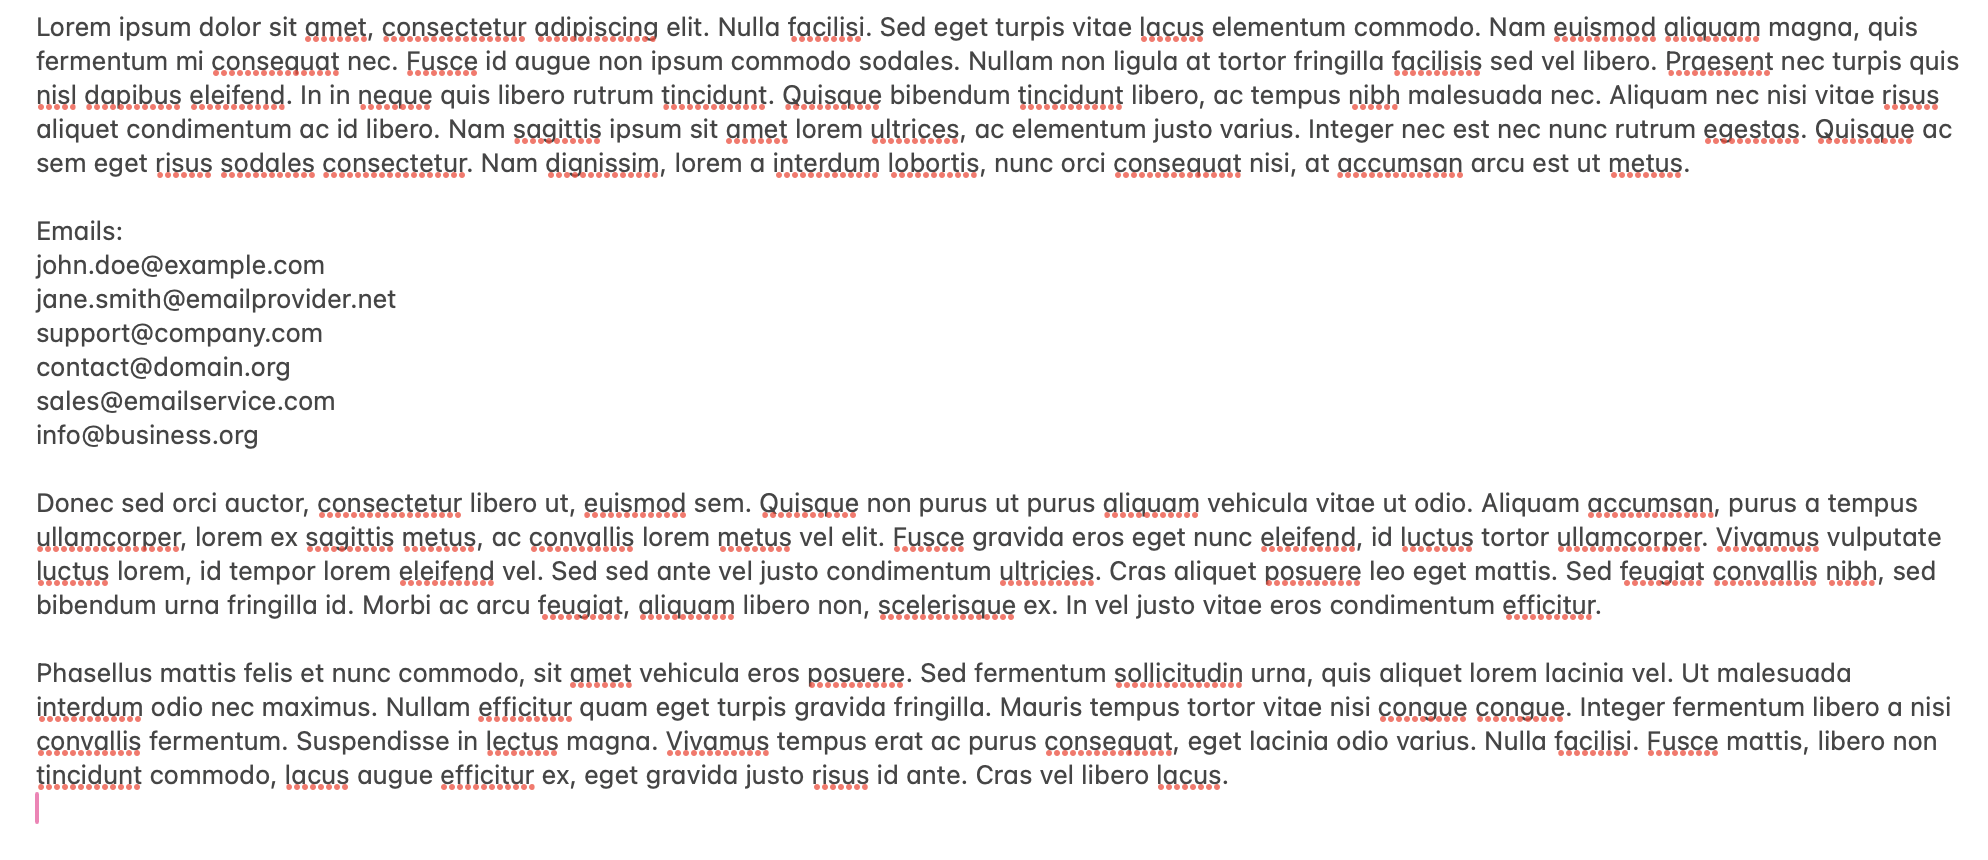 Lorem ipsum dolor sit amet, consectetur adipiscing elit. Nulla facilisi. Sed eget turpis vitae lacus elementum commodo. Nam euismod aliquam magna, quis
fermentum mi consequat nec. Fusce id augue non ipsum commodo sodales. Nullam non ligula at tortor fringilla facilisis sed vel libero. Praesent nec turpis quis
nisl dapibus eleifend. In in neque quis libero rutrum tincidunt. Quisque bibendum tincidunt libero, ac tempus nibh malesuada nec. Aliquam nec nisi vitae risus
aliquet condimentum ac id libero. Nam sagittis ipsum sit amet lorem ultrices, ac elementum justo varius. Integer nec est nec nunc rutrum egestas. Quisque ac
sem eget risus sodales consectetur. Nam dignissim, lorem a interdum lobortis, nunc orci consequat nisi, at accumsan arcu est ut metus.
Emails:
john.doe@example.com
jane.smith@emailprovider.net
support@company.com
contact@domain.org
sales@emailservice.com
info@business.org
Donec sed orci auctor, consectetur libero ut, euismod sem. Quisque non purus ut purus aliquam vehicula vitae ut odio. Aliquam accumsan, purus a tempus
ullamcorper, lorem ex sagittis metus, ac convallis lorem metus vel elit. Fusce gravida eros eget nunc eleifend, id luctus tortor ullamcorper. Vivamus vulputate
luctus lorem, id tempor lorem eleifend vel. Sed sed ante vel justo condimentum ultricies. Cras aliquet posuere leo eget mattis. Sed feugiat convallis nibh, sed
bibendum urna fringilla id. Morbi ac arcu feugiat, aliquam libero non, scelerisque ex. In vel justo vitae eros condimentum efficitur.
Phasellus mattis felis et nunc commodo, sit amet vehicula eros posuere. Sed fermentum sollicitudin urna, quis aliquet lorem lacinia vel. Ut malesuada
interdum odio nec maximus. Nullam efficitur quam eget turpis gravida fringilla. Mauris tempus tortor vitae nisi congue congue. Integer fermentum libero a nisi
convallis fermentum. Suspendisse in lectus magna. Vivamus tempus erat ac purus consequat, eget lacinia odio varius. Nulla facilisi. Fusce mattis, libero non
tincidunt commodo, lacus augue efficitur ex, eget gravida justo risus id ante. Cras vel libero lacus.